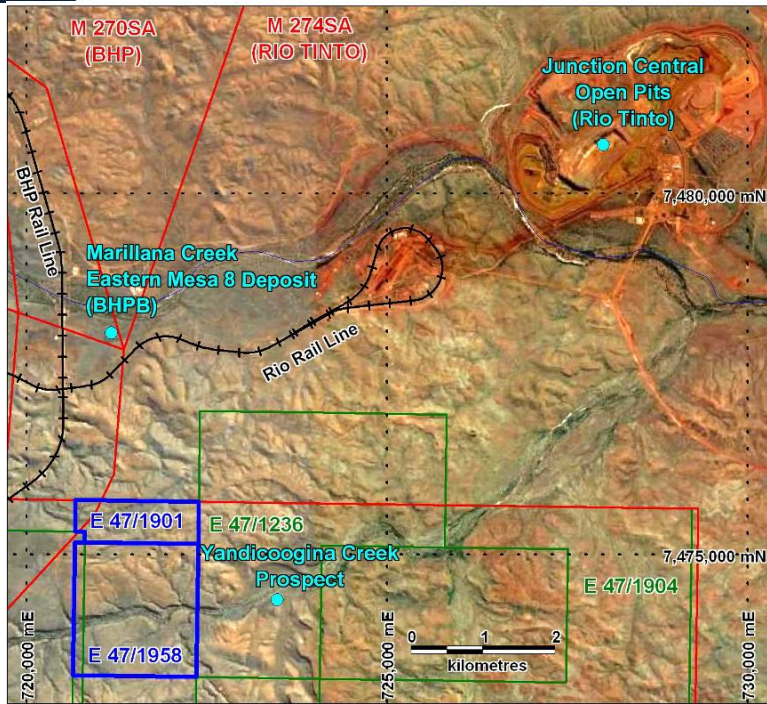 M 270SA
(BHP)
M 274SA
(RIO TINTO)
Junction Central
Open Pits
(Rio Tinto)
BHP Rail Line
7,480,000 mN
Marillana Creek
Eastern Mesa 8 Deposit
(BHPB)
Rio Rail Line
E 47/1901
E 47/1236
Yandicoogina Creek
Prospect
7,475,000 mN
E 47/1904
E 47/1958
0 1 2
kilometres
720,000 mE
725,000 mE
730,000 mE